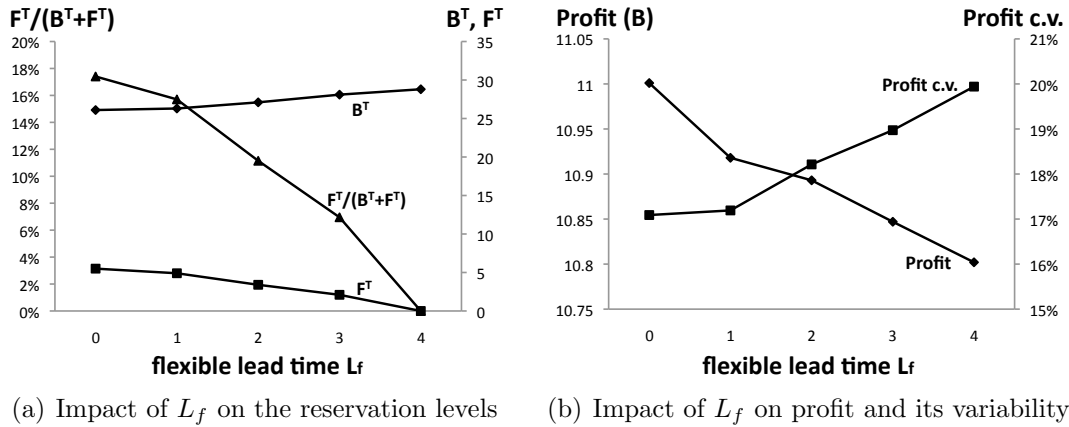 F^T/(B^T+F^T) B^T, F^T
20% 35
18% 30
16% 25
14% 20
12% 15
10% 10
8% 5
6% 0
4%
2%
0%
B^T
F^T/(B^T+F^T)
F^T
0 1 2 3 4
flexible lead time Lf
(a) Impact of L_f on the reservation levels
Profit (B) Profit c.v.
11.05 21%
11 20%
10.95 19%
10.9 18%
10.85 17%
10.8 16%
10.75 15%
Profit c.v.
Profit
0 1 2 3 4
flexible lead time Lf
(b) Impact of L_f on profit and its variability